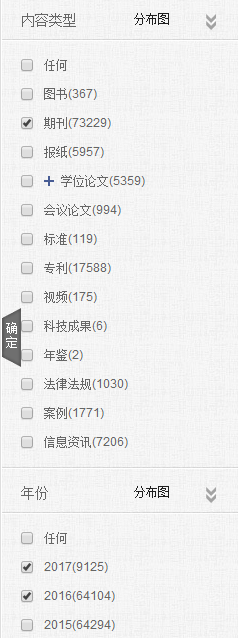 内容类型 分布图
任何
图书(367)
期刊(73229)
报纸(5957)
学位论文(5359)
会议论文(994)
标准(119)
专利(17588)
视频(175)
确定
科技成果(6)
年鉴(2)
法律法规(1030)
案例(1771)
信息资讯(7206)
年份 分布图
任何
2017(9125)
2016(64104)
2015(64294)